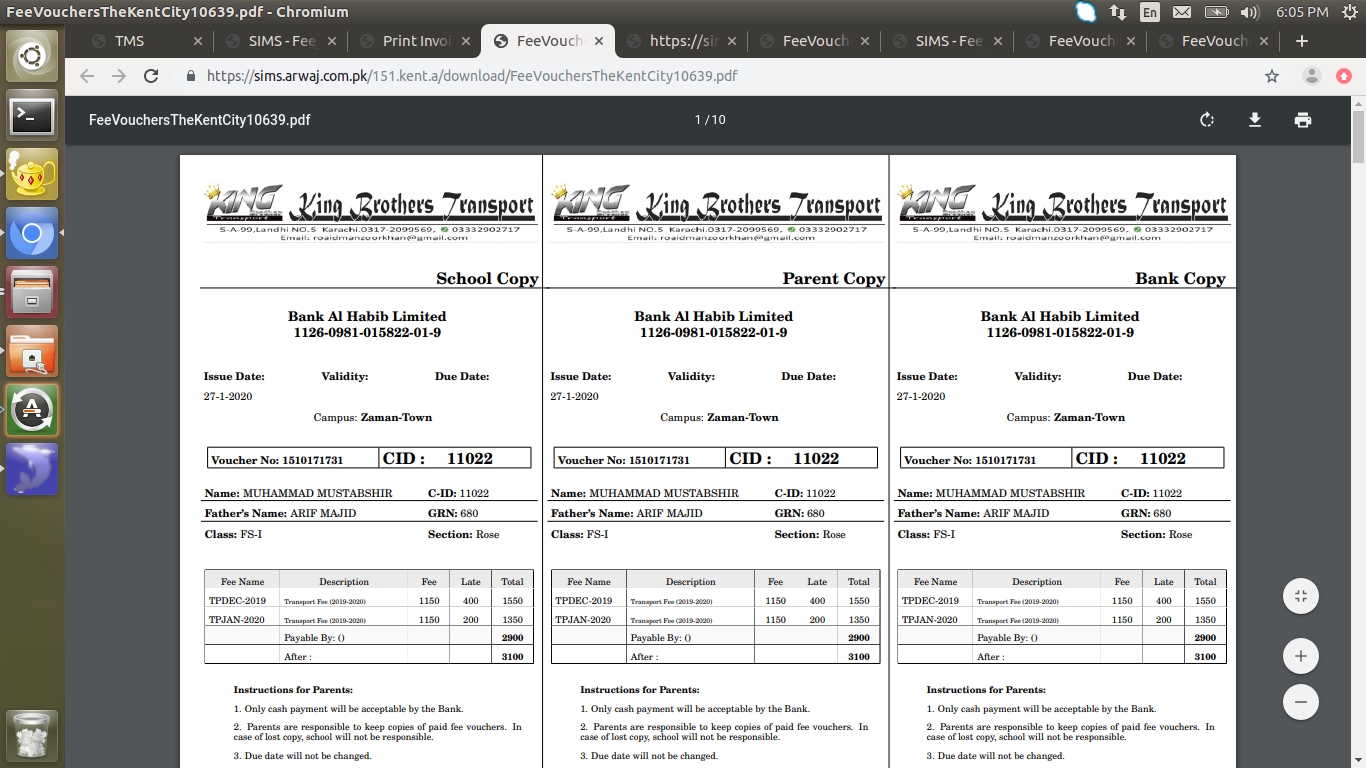 FeeVouchersTheKentCity10639.pdf - Chromium
En
6:05 PM
TMS
SIMS - Fee
Print Invoi
FeeVouch
https://sir
FeeVouch
SIMS - Fee
FeeVouch
FeeVouch
https://sims.arwaj.com.pk/151.kent.a/download/FeeVouchersTheKentCity10639.pdf
FeeVouchersTheKentCity10639.pdf
1 / 10
KING
Transport
King Brothers Transport
5-A-99,Landhi NO.5 Karachi.0317-2099569, 03332902717
Email: roaidmanzoorkhan@gmail.com
School Copy
Bank Al Habib Limited
1126-0981-015822-01-9
Issue Date: Validity: Due Date:
27-1-2020
Campus: Zaman-Town
Voucher No: 1510171731 CID : 11022
Name: MUHAMMAD MUSTABSHIR C-ID: 11022
Father's Name: ARIF MAJID GRN: 680
Class: FS-I Section: Rose
Fee Name Description Fee Late Total
TPDEC-2019 Transport Fee (2019-2020) 1150 400 1550
TPJAN-2020 Transport Fee (2019-2020) 1150 200 1350
Payable By: () 2900
After : 3100
Instructions for Parents:
1. Only cash payment will be acceptable by the Bank.
2. Parents are responsible to keep copies of paid fee vouchers. In
case of lost copy, school will not be responsible.
3. Due date will not be changed.
KING
Transport
King Brothers Transport
5-A-99,Landhi NO.5 Karachi.0317-2099569, 03332902717
Email: roaidmanzoorkhan@gmail.com
Parent Copy
Bank Al Habib Limited
1126-0981-015822-01-9
Issue Date: Validity: Due Date:
27-1-2020
Campus: Zaman-Town
Voucher No: 1510171731 CID : 11022
Name: MUHAMMAD MUSTABSHIR C-ID: 11022
Father's Name: ARIF MAJID GRN: 680
Class: FS-I Section: Rose
Fee Name Description Fee Late Total
TPDEC-2019 Transport Fee (2019-2020) 1150 400 1550
TPJAN-2020 Transport Fee (2019-2020) 1150 200 1350
Payable By: () 2900
After : 3100
Instructions for Parents:
1. Only cash payment will be acceptable by the Bank.
2. Parents are responsible to keep copies of paid fee vouchers. In
case of lost copy, school will not be responsible.
3. Due date will not be changed.
KING
Transport
King Brothers Transport
5-A-99,Landhi NO.5 Karachi.0317-2099569, 03332902717
Email: roaidmanzoorkhan@gmail.com
Bank Copy
Bank Al Habib Limited
1126-0981-015822-01-9
Issue Date: Validity: Due Date:
27-1-2020
Campus: Zaman-Town
Voucher No: 1510171731 CID : 11022
Name: MUHAMMAD MUSTABSHIR C-ID: 11022
Father's Name: ARIF MAJID GRN: 680
Class: FS-I Section: Rose
Fee Name Description Fee Late Total
TPDEC-2019 Transport Fee (2019-2020) 1150 400 1550
TPJAN-2020 Transport Fee (2019-2020) 1150 200 1350
Payable By: () 2900
After : 3100
Instructions for Parents:
1. Only cash payment will be acceptable by the Bank.
2. Parents are responsible to keep copies of paid fee vouchers. In
case of lost copy, school will not be responsible.
3. Due date will not be changed.